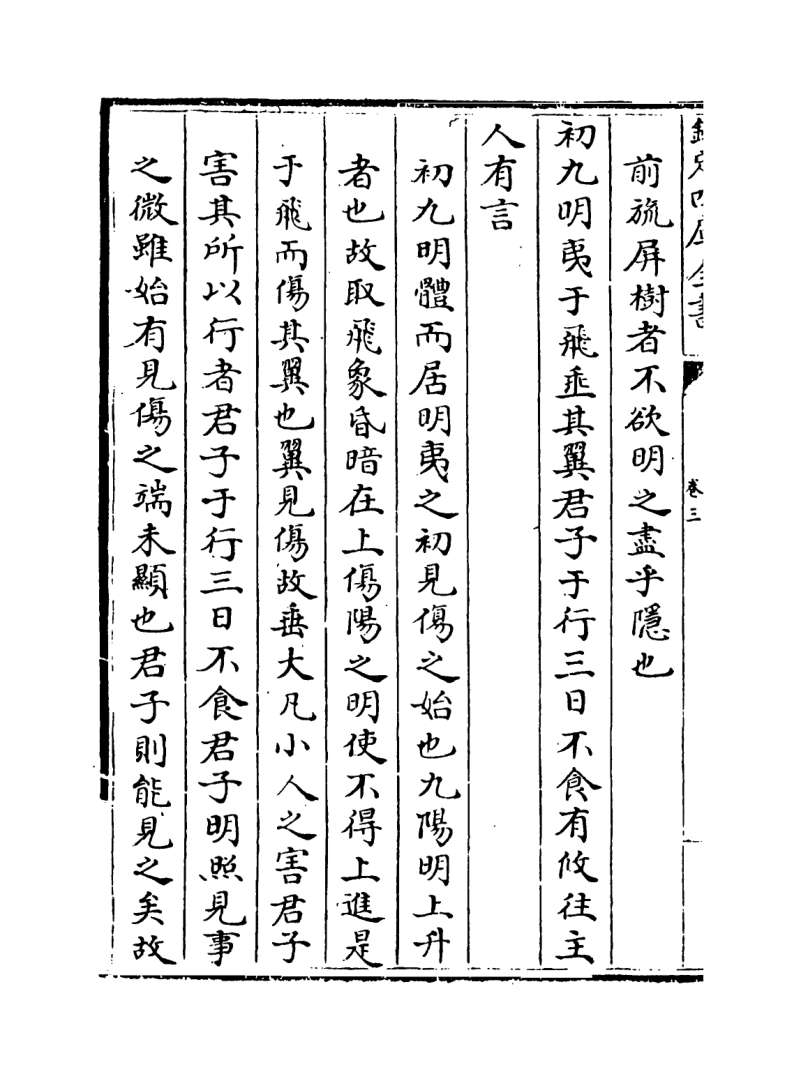 欽定四庫全書
卷三
前旒屏樹者不欲明之盡乎隱也
初九明夷于飛垂其翼君子于行三日不食有攸往主
人有言
初九明體而居明夷之初見傷之始也九陽明上升
者也故取飛象昏暗在上傷陽之明使不得上進是
于飛而傷其翼也翼見傷故垂大凡小人之害君子
害其所以行者君子于行三日不食君子明照見事
之微雖始有見傷之端未顯也君子則能見之矣故